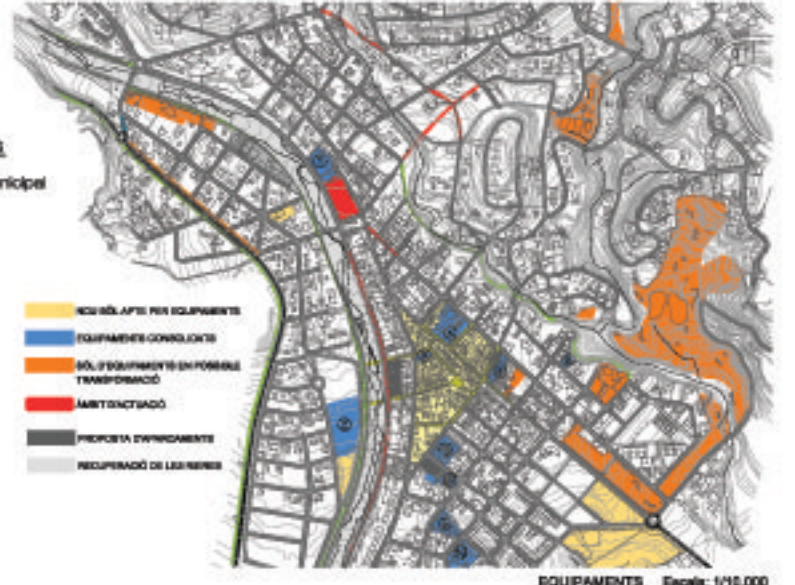 nicipal
NOU SÒL APTE PER EQUIPAMENTS
EQUIPAMENTS CONSOLIDATS
SÒL D'EQUIPAMENTS EN POSSIBLE
TRANSFORMACIÓ
ÀMBIT D'ACTUACIÓ
PROPOSTA D'APARCAMENTS
RECUPERACIÓ DE LES RIERES
EQUIPAMENTS Escala: 1/10.000